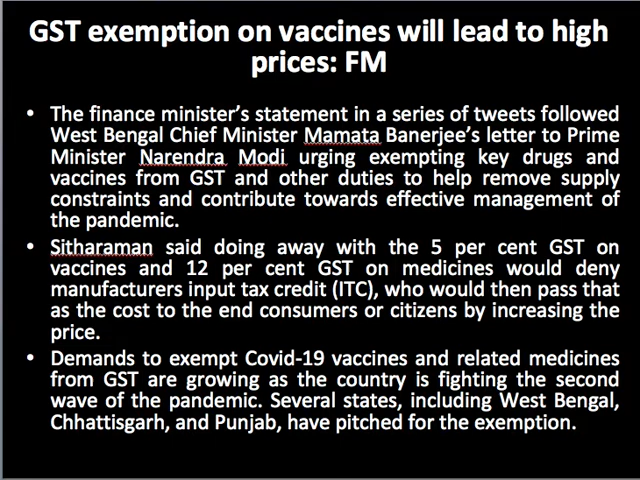 GST exemption on vaccines will lead to high
prices: FM
• The finance minister's statement in a series of tweets followed
West Bengal Chief Minister Mamata Banerjee's letter to Prime
Minister Narendra Modi urging exempting key drugs and
vaccines from GST and other duties to help remove supply
constraints and contribute towards effective management of
the pandemic.
• Sitharaman said doing away with the 5 per cent GST on
vaccines and 12 per cent GST on medicines would deny
manufacturers input tax credit (ITC), who would then pass that
as the cost to the end consumers or citizens by increasing the
price.
• Demands to exempt Covid-19 vaccines and related medicines
from GST are growing as the country is fighting the second
wave of the pandemic. Several states, including West Bengal,
Chhattisgarh, and Punjab, have pitched for the exemption.